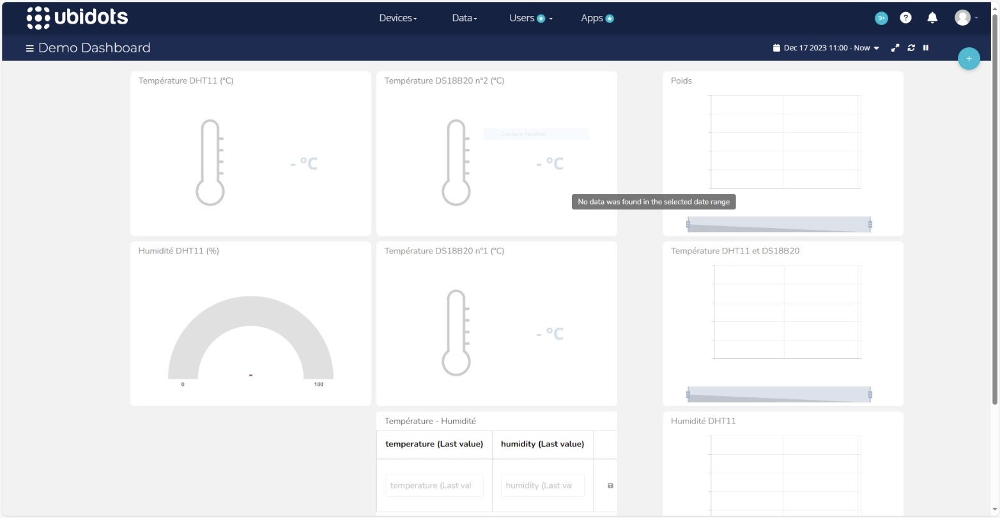 ubidots
Devices
Data
Users
Apps
9+
?
Demo Dashboard
Dec 17 2023 11:00 - Now
+
Température DHT11 (°C)
- °C
Température DS18B20 n°2 (°C)
Capture Fenêtre
- °C
Poids
No data was found in the selected date range
Humidité DHT11 (%)
-
0
100
Température DS18B20 n°1 (°C)
- °C
Température DHT11 et DS18B20
Température - Humidité
temperature (Last value)
humidity (Last value)
temperature (Last val
humidity (Last va
Humidité DHT11